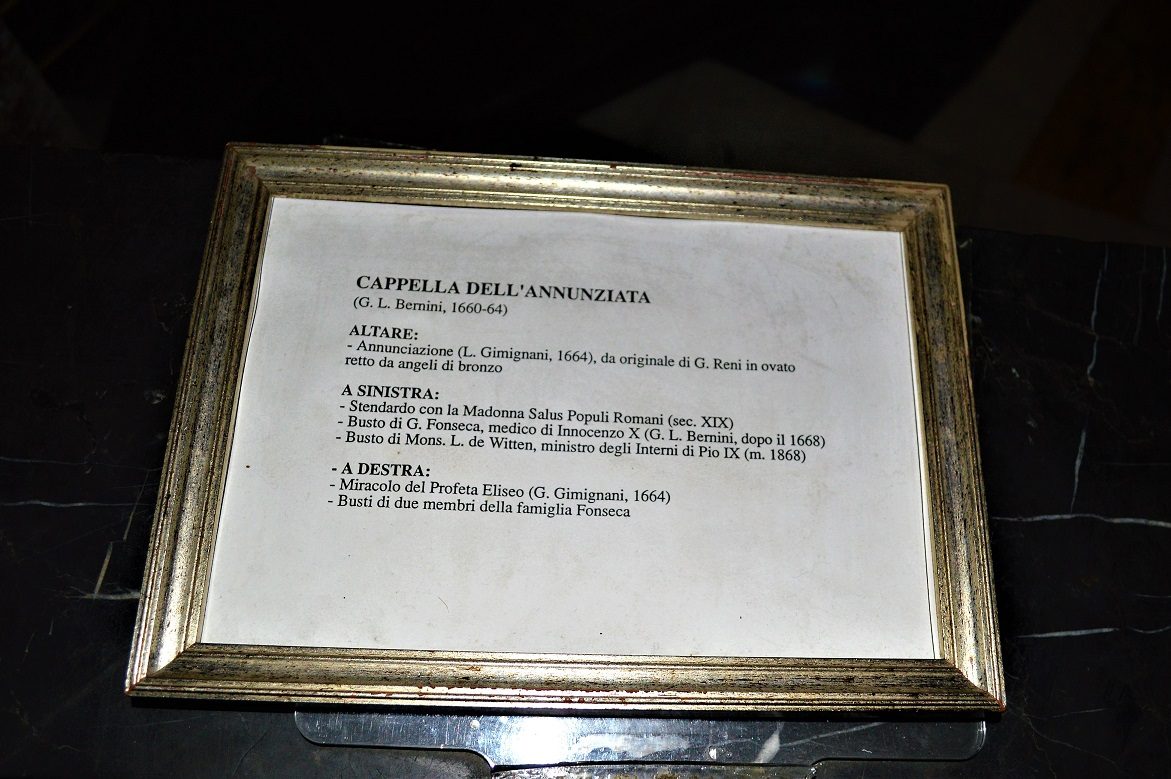 CAPPELLA DELL'ANNUNZIATA
(G. L. Bernini, 1660-64)
ALTARE:
- Annunciazione (L. Gimignani, 1664), da originale di G. Reni in ovato
retto da angeli di bronzo
A SINISTRA:
- Stendardo con la Madonna Salus Populi Romani (sec. XIX)
- Busto di G. Fonseca, medico di Innocenzo X (G. L. Bernini, dopo il 1668)
- Busto di Mons. L. de Witten, ministro degli Interni di Pio IX (m. 1868)
- A DESTRA:
- Miracolo del Profeta Eliseo (G. Gimignani, 1664)
- Busti di due membri della famiglia Fonseca